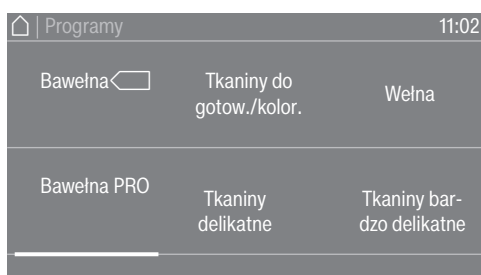 Programy
11:02
Bawełna
Tkaniny do
gotow./kolor.
Wełna
Bawełna PRO
Tkaniny
delikatne
Tkaniny bar-
dzo delikatne